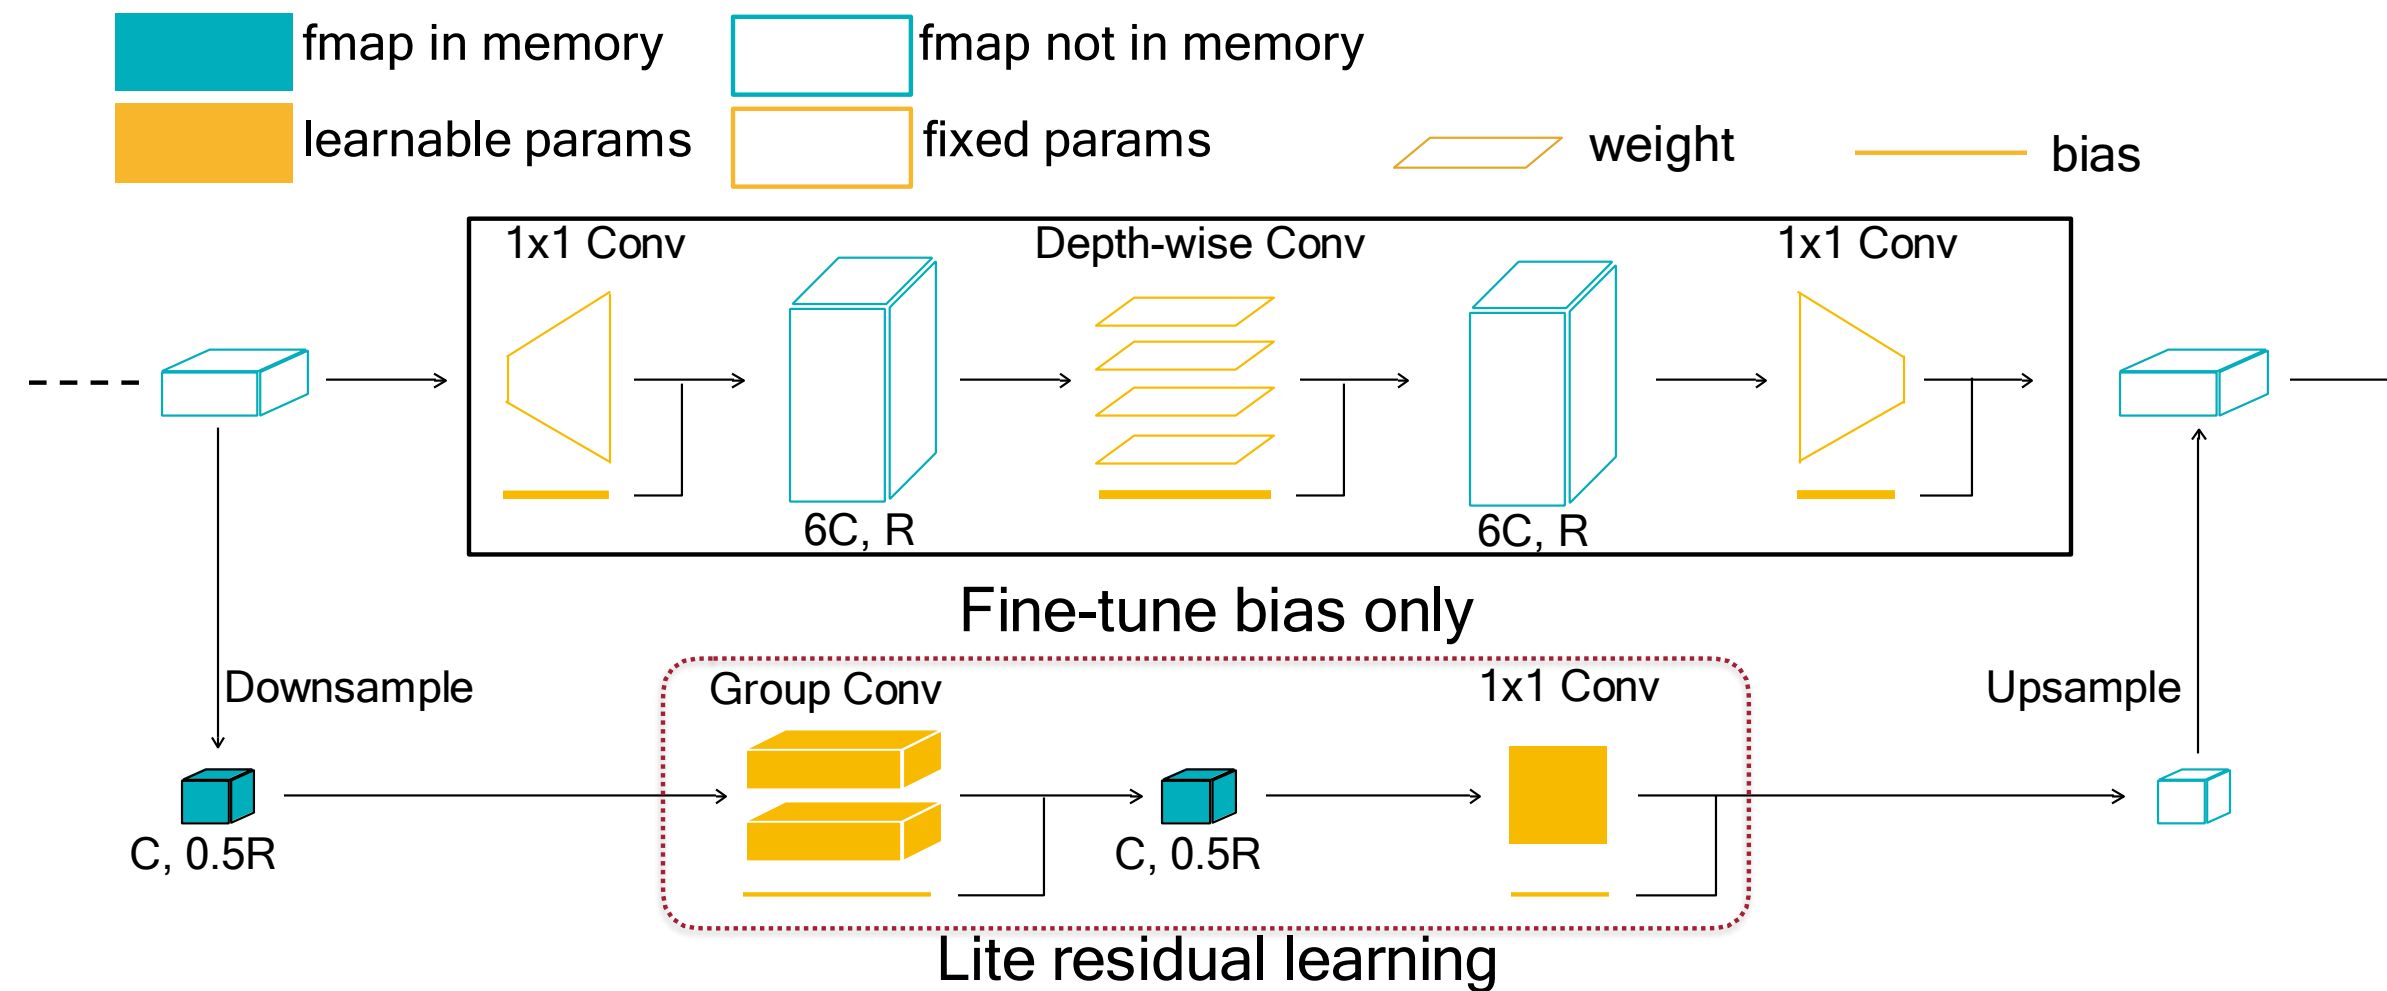 fmap in memory
fmap not in memory
learnable params
fixed params
weight
bias
1x1 Conv
Depth-wise Conv
1x1 Conv
6C, R
6C, R
Fine-tune bias only
Downsample
Group Conv
1x1 Conv
Upsample
C, 0.5R
C, 0.5R
Lite residual learning